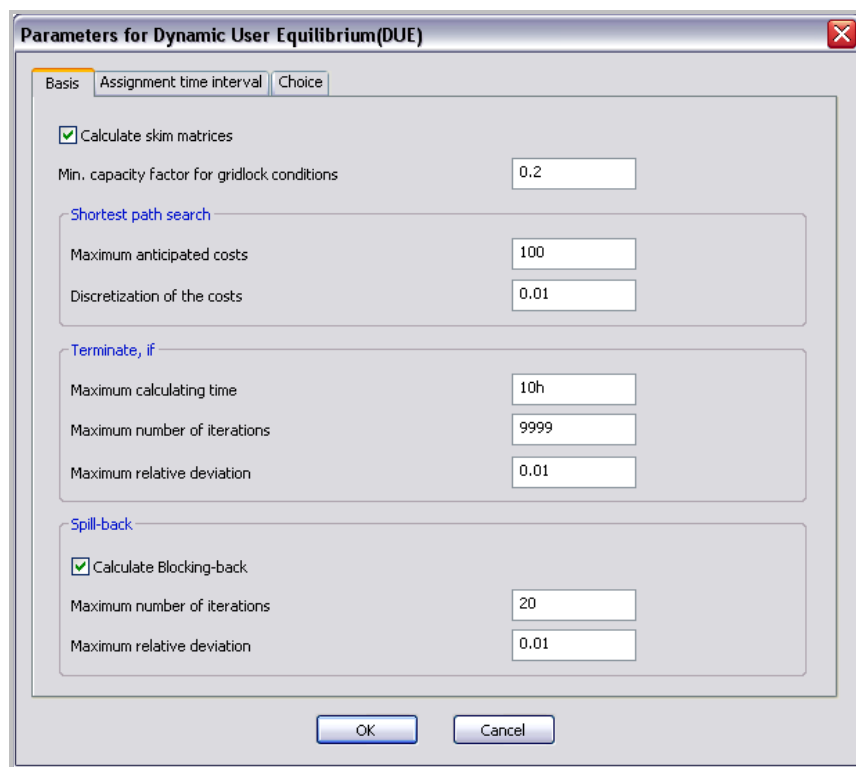 Parameters for Dynamic User Equilibrium(DUE)
Basis Assignment time interval Choice
Calculate skim matrices
Min. capacity factor for gridlock conditions 0.2
Shortest path search
Maximum anticipated costs 100
Discretization of the costs 0.01
Terminate, if
Maximum calculating time 10h
Maximum number of iterations 9999
Maximum relative deviation 0.01
Spill-back
Calculate Blocking-back
Maximum number of iterations 20
Maximum relative deviation 0.01
OK Cancel